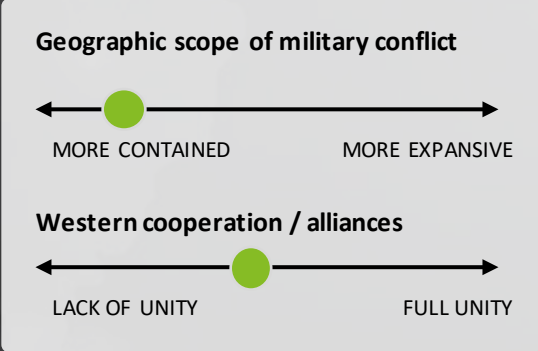 Geographic scope of military conflict
MORE CONTAINED MORE EXPANSIVE
Western cooperation / alliances
LACK OF UNITY FULL UNITY